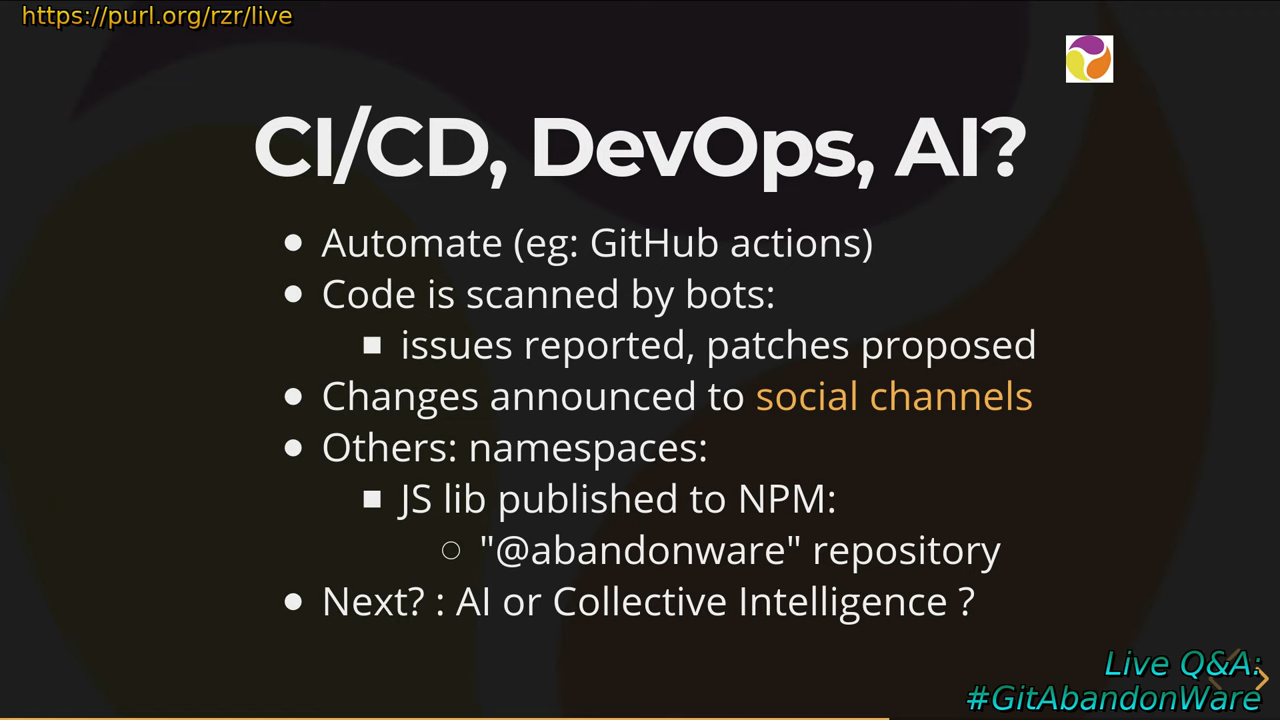 https://purl.org/rzr/live
CI/CD, DevOps, AI?
Automate (eg: GitHub actions)
Code is scanned by bots:
issues reported, patches proposed
Changes announced to social channels
Others: namespaces:
JS lib published to NPM:
"@abandonware" repository
Next? : AI or Collective Intelligence ?
Live Q&A:
#GitAbandonWare